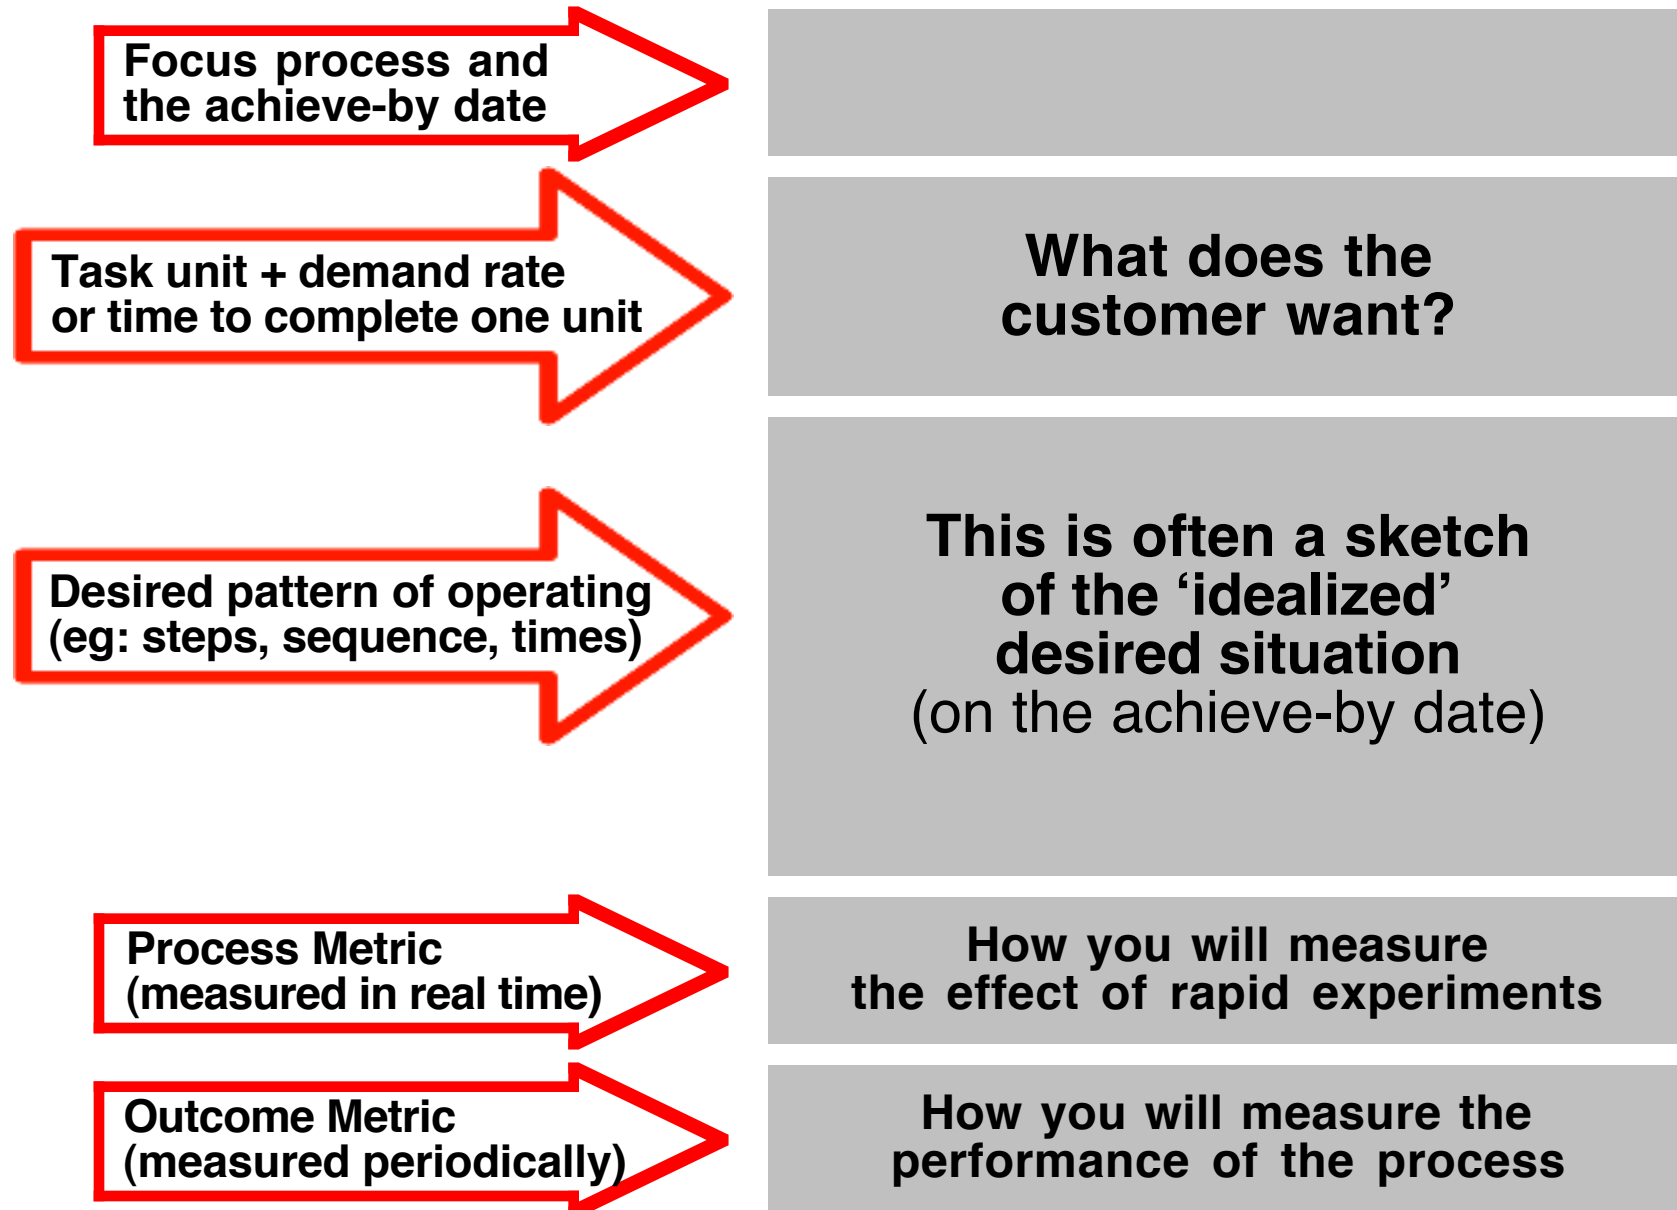 Focus process and
the achieve-by date
Task unit + demand rate
or time to complete one unit
What does the
customer want?
Desired pattern of operating
(eg: steps, sequence, times)
This is often a sketch
of the ‘idealized’
desired situation
(on the achieve-by date)
Process Metric
(measured in real time)
How you will measure
the effect of rapid experiments
Outcome Metric
(measured periodically)
How you will measure the
performance of the process